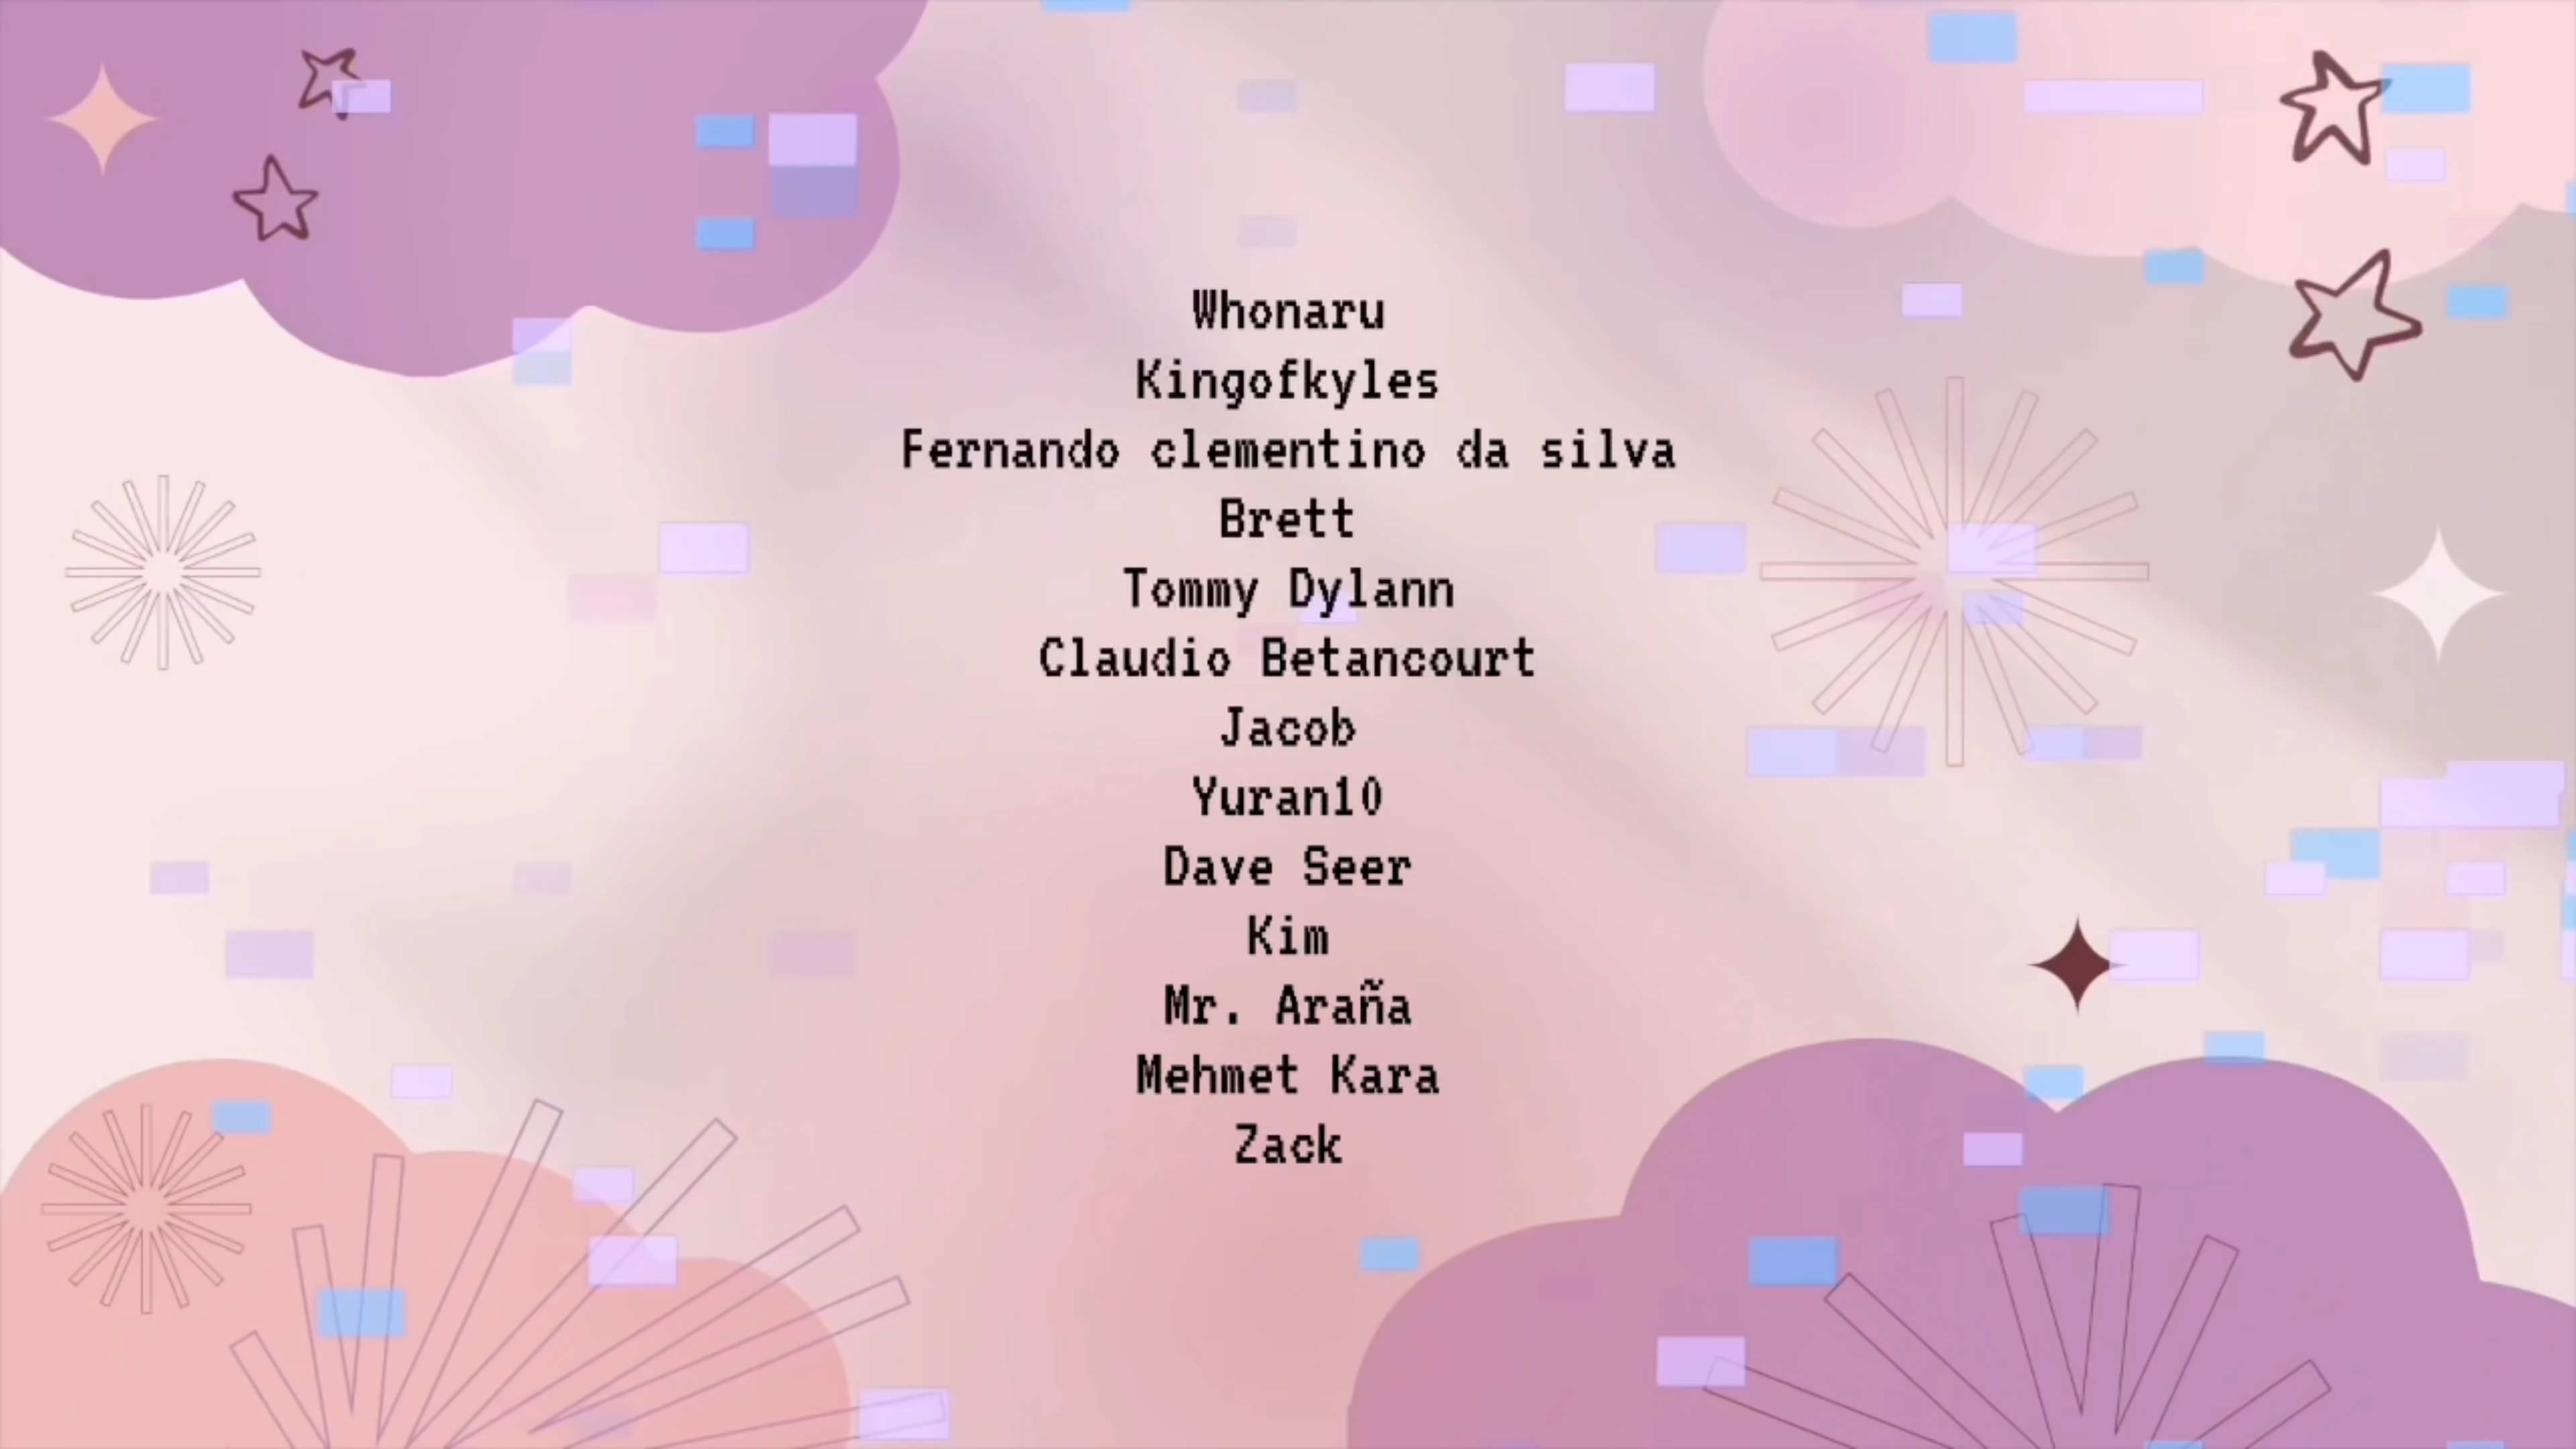 Whonaru
Kingofkyles
Fernando clementino da silva
Brett
Tommy Dylann
Claudio Betancourt
Jacob
Yuran10
Dave Seer
Kim
Mr. Araña
Mehmet Kara
Zack